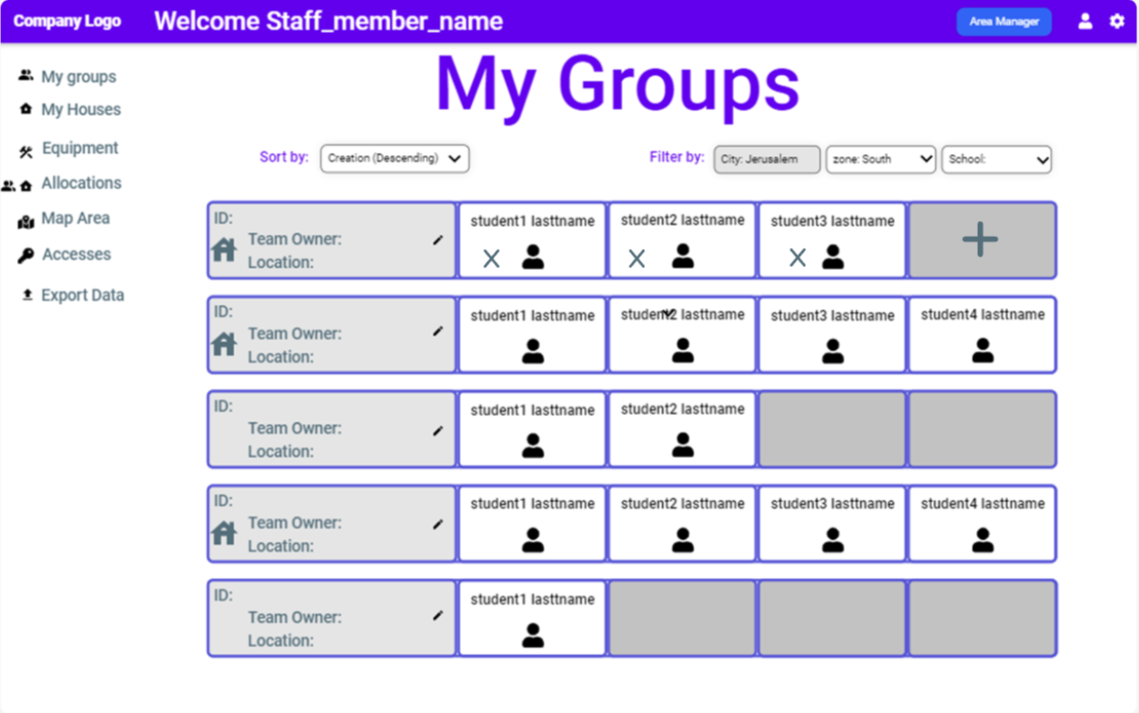 Company Logo Welcome Staff_member_name Area Manager
My groups
My Houses
Equipment
Allocations
Map Area
Accesses
Export Data
My Groups
Sort by: Creation (Descending) Filter by: City: Jerusalem zone: South School:
ID:
Team Owner:
Location:
student1 lasttname student2 lasttname student3 lasttname
X X X +
ID:
Team Owner:
Location:
student1 lasttname student2 lasttname student3 lasttname student4 lasttname
ID:
Team Owner:
Location:
student1 lasttname student2 lasttname
ID:
Team Owner:
Location:
student1 lasttname student2 lasttname student3 lasttname student4 lasttname
ID:
Team Owner:
Location:
student1 lasttname